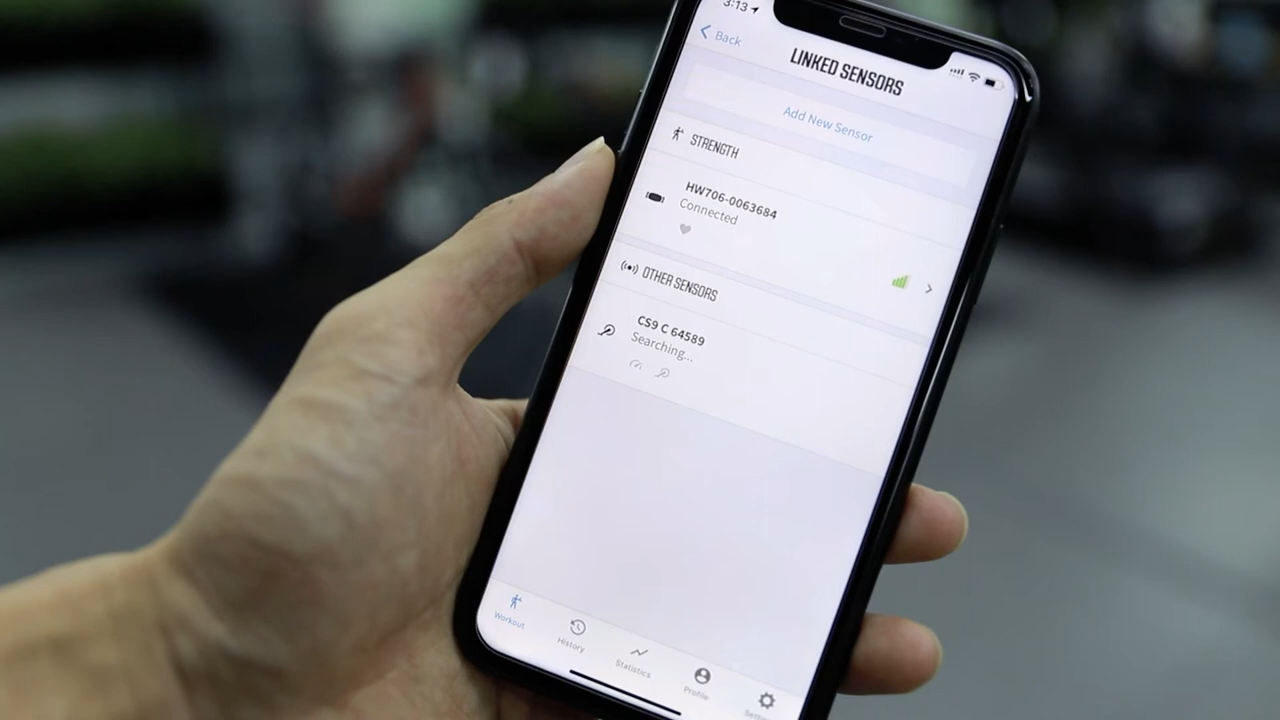 3:13
Back
LINKED SENSORS
Add New Sensor
STRENGTH
HW706-0063684
Connected
OTHER SENSORS
CS9 C 64589
Searching...
Workout
History
Statistics
Profile